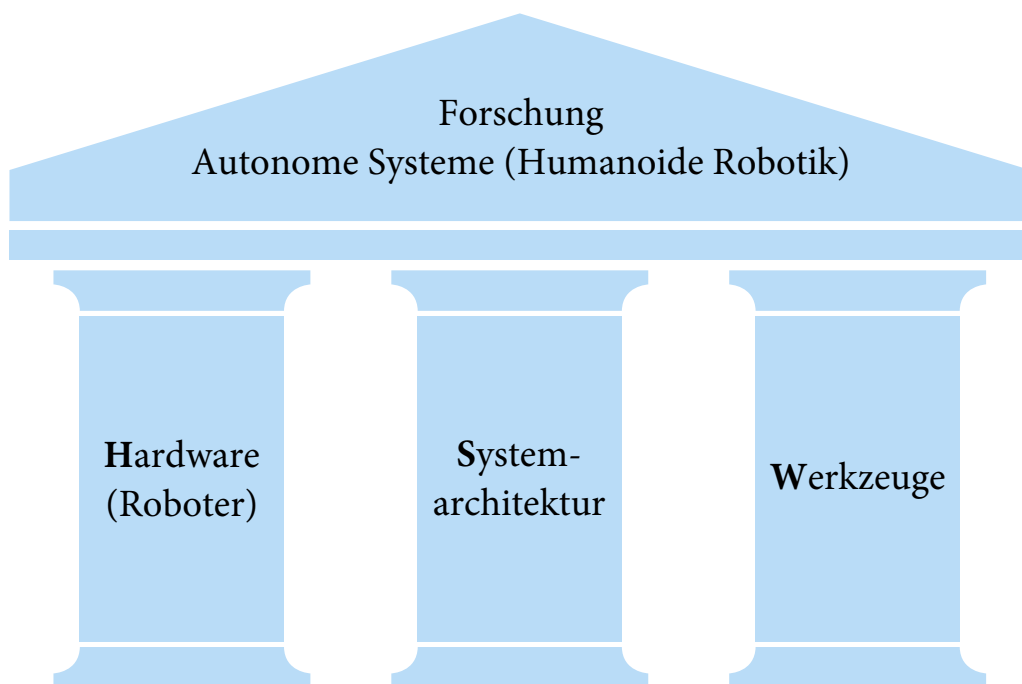 Forschung
Autonome Systeme (Humanoide Robotik)
Hardware
(Roboter)
System-
architektur
Werkzeuge